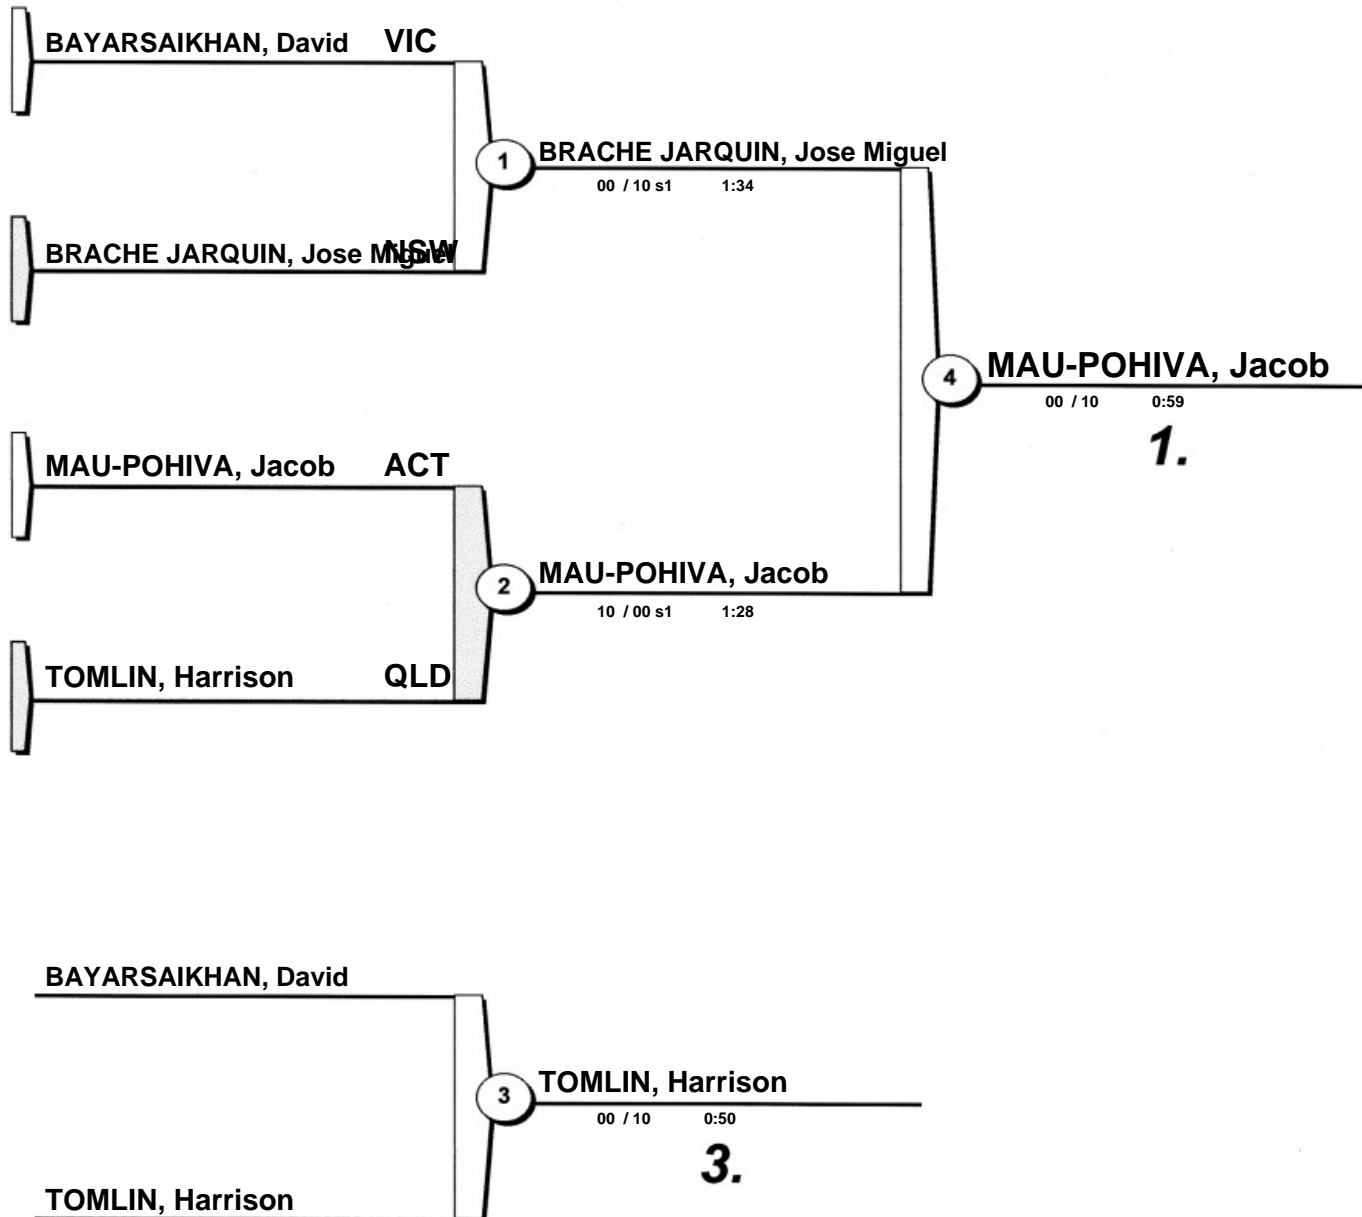 BAYARSAIKHAN, David VIC
1
BRACHE JARQUIN, Jose Miguel
00 / 10 s1 1:34
BRACHE JARQUIN, Jose Miguel NSW
4
MAU-POHIVA, Jacob
00 / 10 0:59
1.
MAU-POHIVA, Jacob ACT
2
MAU-POHIVA, Jacob
10 / 00 s1 1:28
TOMLIN, Harrison QLD
BAYARSAIKHAN, David
3
TOMLIN, Harrison
00 / 10 0:50
3.
TOMLIN, Harrison